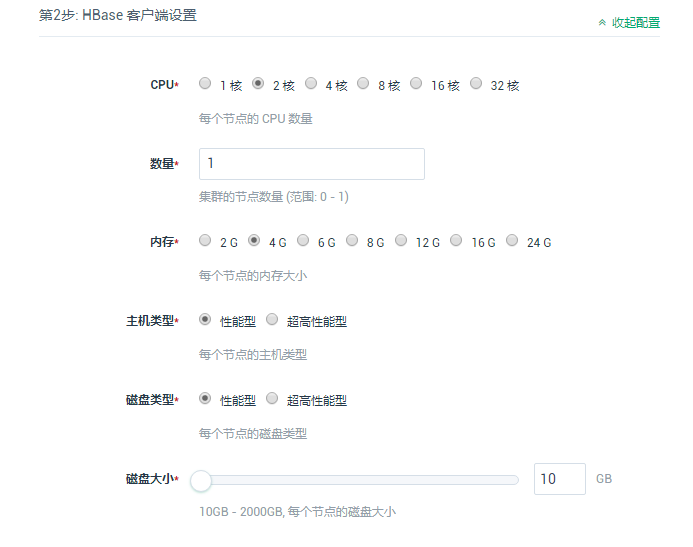 第2步: HBase 客户端设置
收起配置
CPU* 1 核 2 核 4 核 8 核 16 核 32 核
每个节点的 CPU 数量
数量* 1
集群的节点数量 (范围: 0 - 1)
内存* 2 G 4 G 6 G 8 G 12 G 16 G 24 G
每个节点的内存大小
主机类型* 性能型 超高性能型
每个节点的主机类型
磁盘类型* 性能型 超高性能型
每个节点的磁盘类型
磁盘大小* 10 GB
10GB - 2000GB, 每个节点的磁盘大小